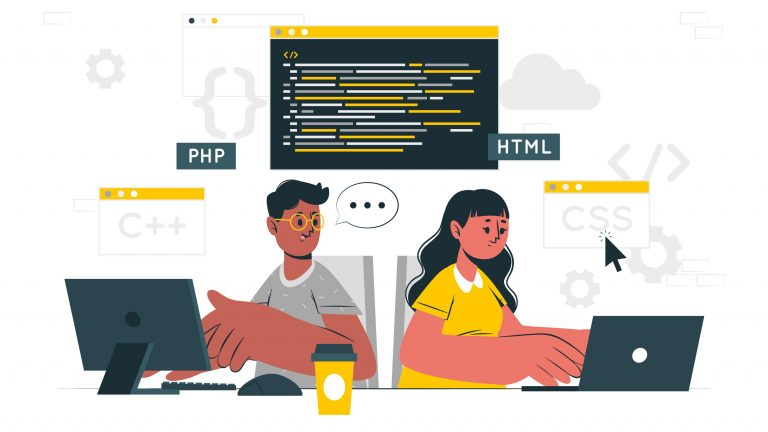 </>
PHP
HTML
C++
CSS